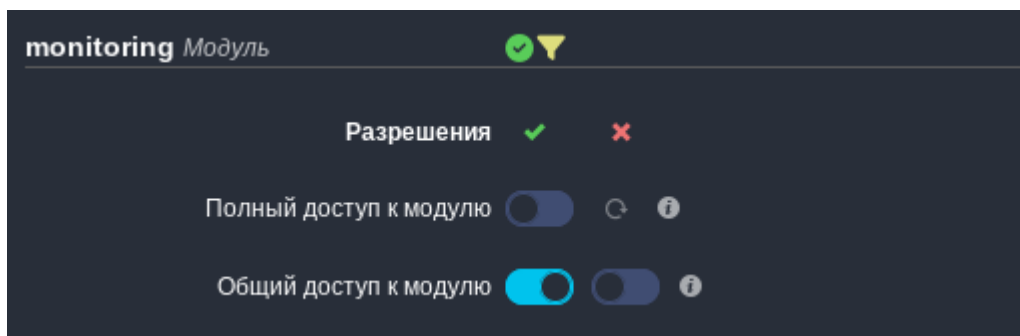 monitoring Модуль
Разрешения
Полный доступ к модулю
Общий доступ к модулю